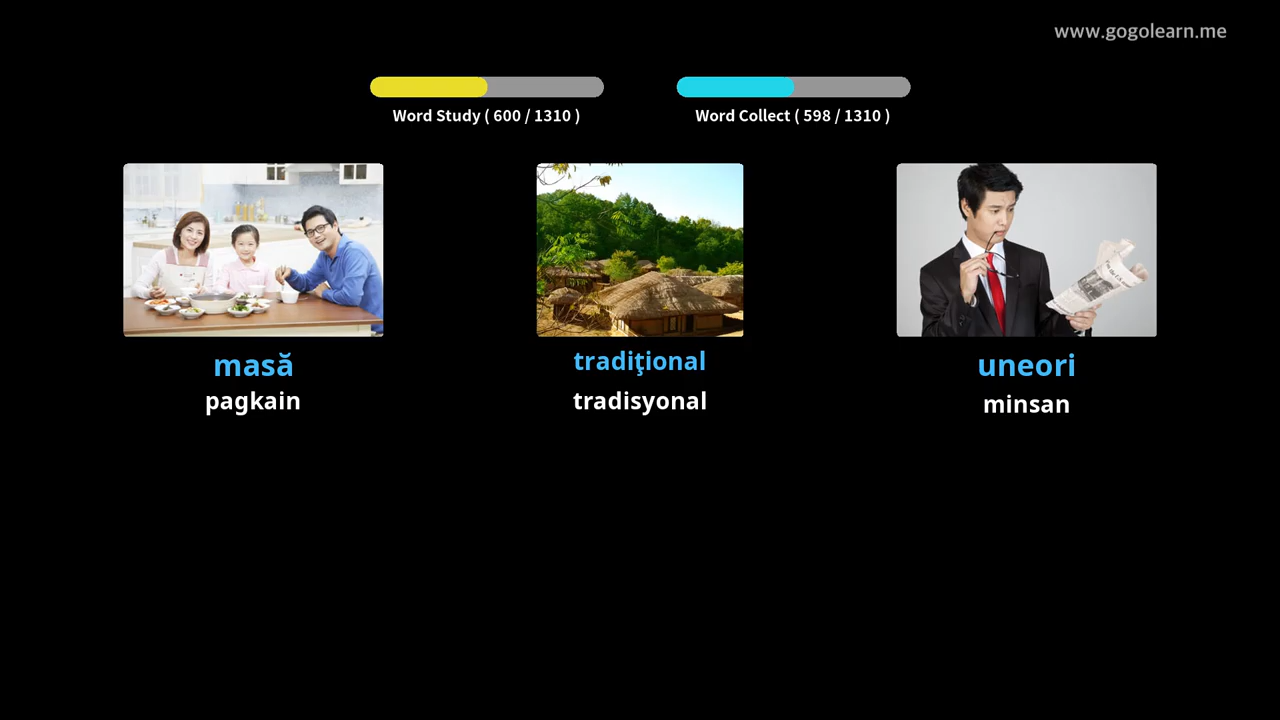 www.gogolearn.me
Word Study ( 600 / 1310 )
Word Collect ( 598 / 1310 )
masă
pagkain
tradiţional
tradisyonal
uneori
minsan